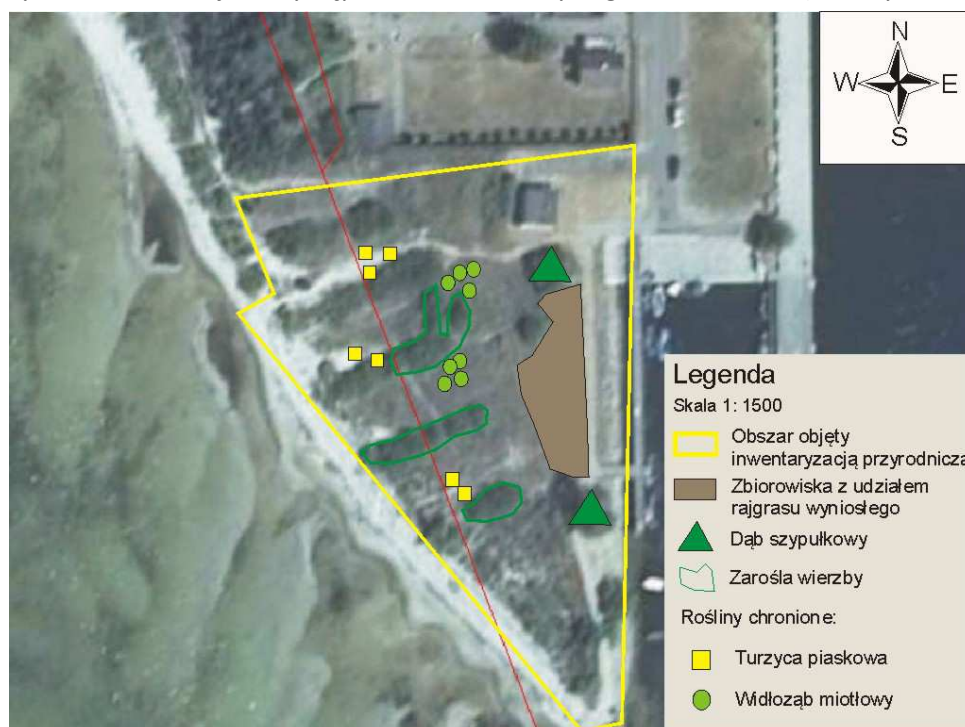 N
W E
S
Legenda
Skala 1: 1500
Obszar objęty
inwentaryzacją przyrodnicza
Zbiorowiska z udziałem
rajgrasu wyniosłego
Dąb szypułkowy
Zarośla wierzby
Rośliny chronione:
Turzyca piaskowa
Widłoząb miotłowy